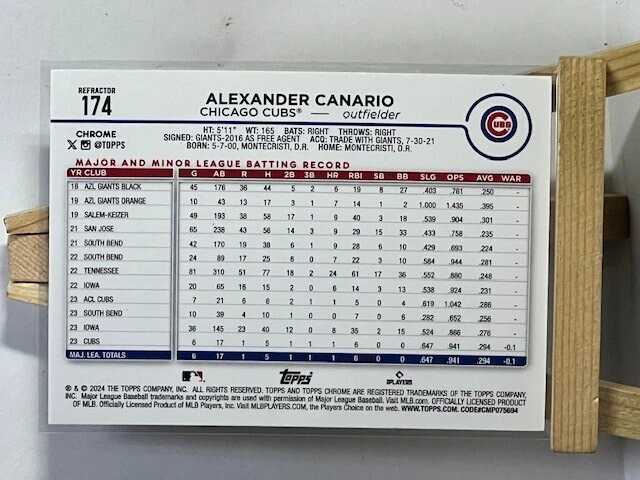 REFRACTOR
174
ALEXANDER CANARIO
CHICAGO CUBS® — outfielder
CUBS
CHROME
X @TOPPS
HT: 5'11" WT: 165 BATS: RIGHT THROWS: RIGHT
SIGNED: GIANTS-2016 AS FREE AGENT ACQ: TRADE WITH GIANTS, 7-30-21
BORN: 5-7-00, MONTECRISTI, D.R. HOME: MONTECRISTI, D.R.
MAJOR AND MINOR LEAGUE BATTING RECORD
YR CLUB G AB R H 2B 3B HR RBI SB BB SLG OPS AVG WAR
18 AZL GIANTS BLACK 45 176 36 44 5 2 6 19 8 27 .403 .761 .250 -
19 AZL GIANTS ORANGE 10 43 13 17 3 1 7 14 1 2 1.000 1.435 .395 -
19 SALEM-KEIZER 49 193 38 58 17 1 9 40 3 18 .539 .904 .301 -
21 SAN JOSE 65 238 43 56 14 3 9 29 15 33 .433 .758 .235 -
21 SOUTH BEND 42 170 19 38 6 1 9 28 6 10 .429 .693 .224 -
22 SOUTH BEND 24 89 17 25 6 0 7 22 3 10 .584 .944 .281 -
22 TENNESSEE 81 310 51 77 18 2 24 61 17 36 .552 .880 .248 -
22 IOWA 20 65 16 15 2 0 6 14 3 13 .538 .924 .231 -
23 ACL CUBS 7 21 6 6 2 1 1 5 0 4 .619 1.042 .286 -
23 SOUTH BEND 10 39 4 10 1 0 0 7 0 6 .282 .652 .256 -
23 IOWA 36 145 23 40 12 0 8 35 2 15 .524 .866 .276 -
23 CUBS 6 17 1 5 1 1 1 6 0 0 .647 .941 .294 -0.1
MAJ. LEA. TOTALS 6 17 1 5 1 1 1 6 0 0 .647 .941 .294 -0.1
Topps
PLAYERS
® & © 2024 THE TOPPS COMPANY, INC. ALL RIGHTS RESERVED. TOPPS AND TOPPS CHROME ARE REGISTERED TRADEMARKS OF THE TOPPS COMPANY,
INC. Major League Baseball trademarks and copyrights are used with permission of Major League Baseball. Visit MLB.com. OFFICIALLY LICENSED PRODUCT
OF MLB. Officially Licensed Product of MLB Players, Inc. Visit MLBPLAYERS.COM, the Players Choice on the web. WWW.TOPPS.COM. CODE#CMP075694